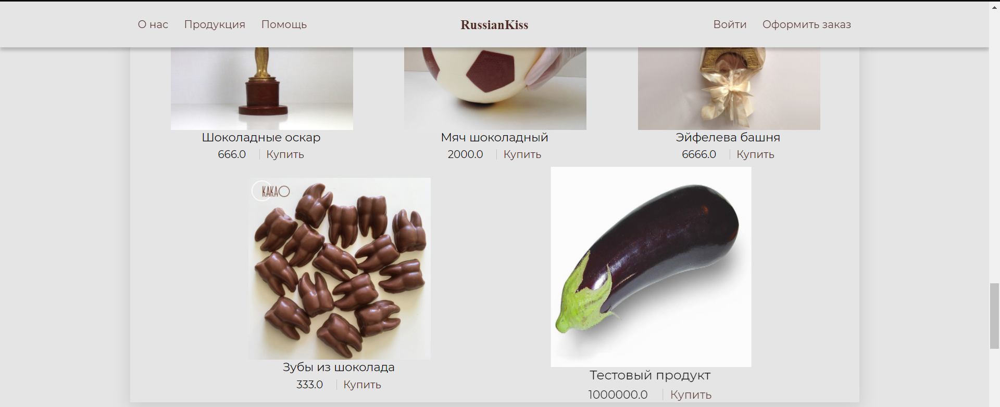 О нас Продукция Помощь RussianKiss Войти Оформить заказ
Шоколадные оскар Мяч шоколадный Эйфелева башня
666.0 Купить 2000.0 Купить 6666.0 Купить
КАКАО
Зубы из шоколада
333.0 Купить
Тестовый продукт
1000000.0 Купить